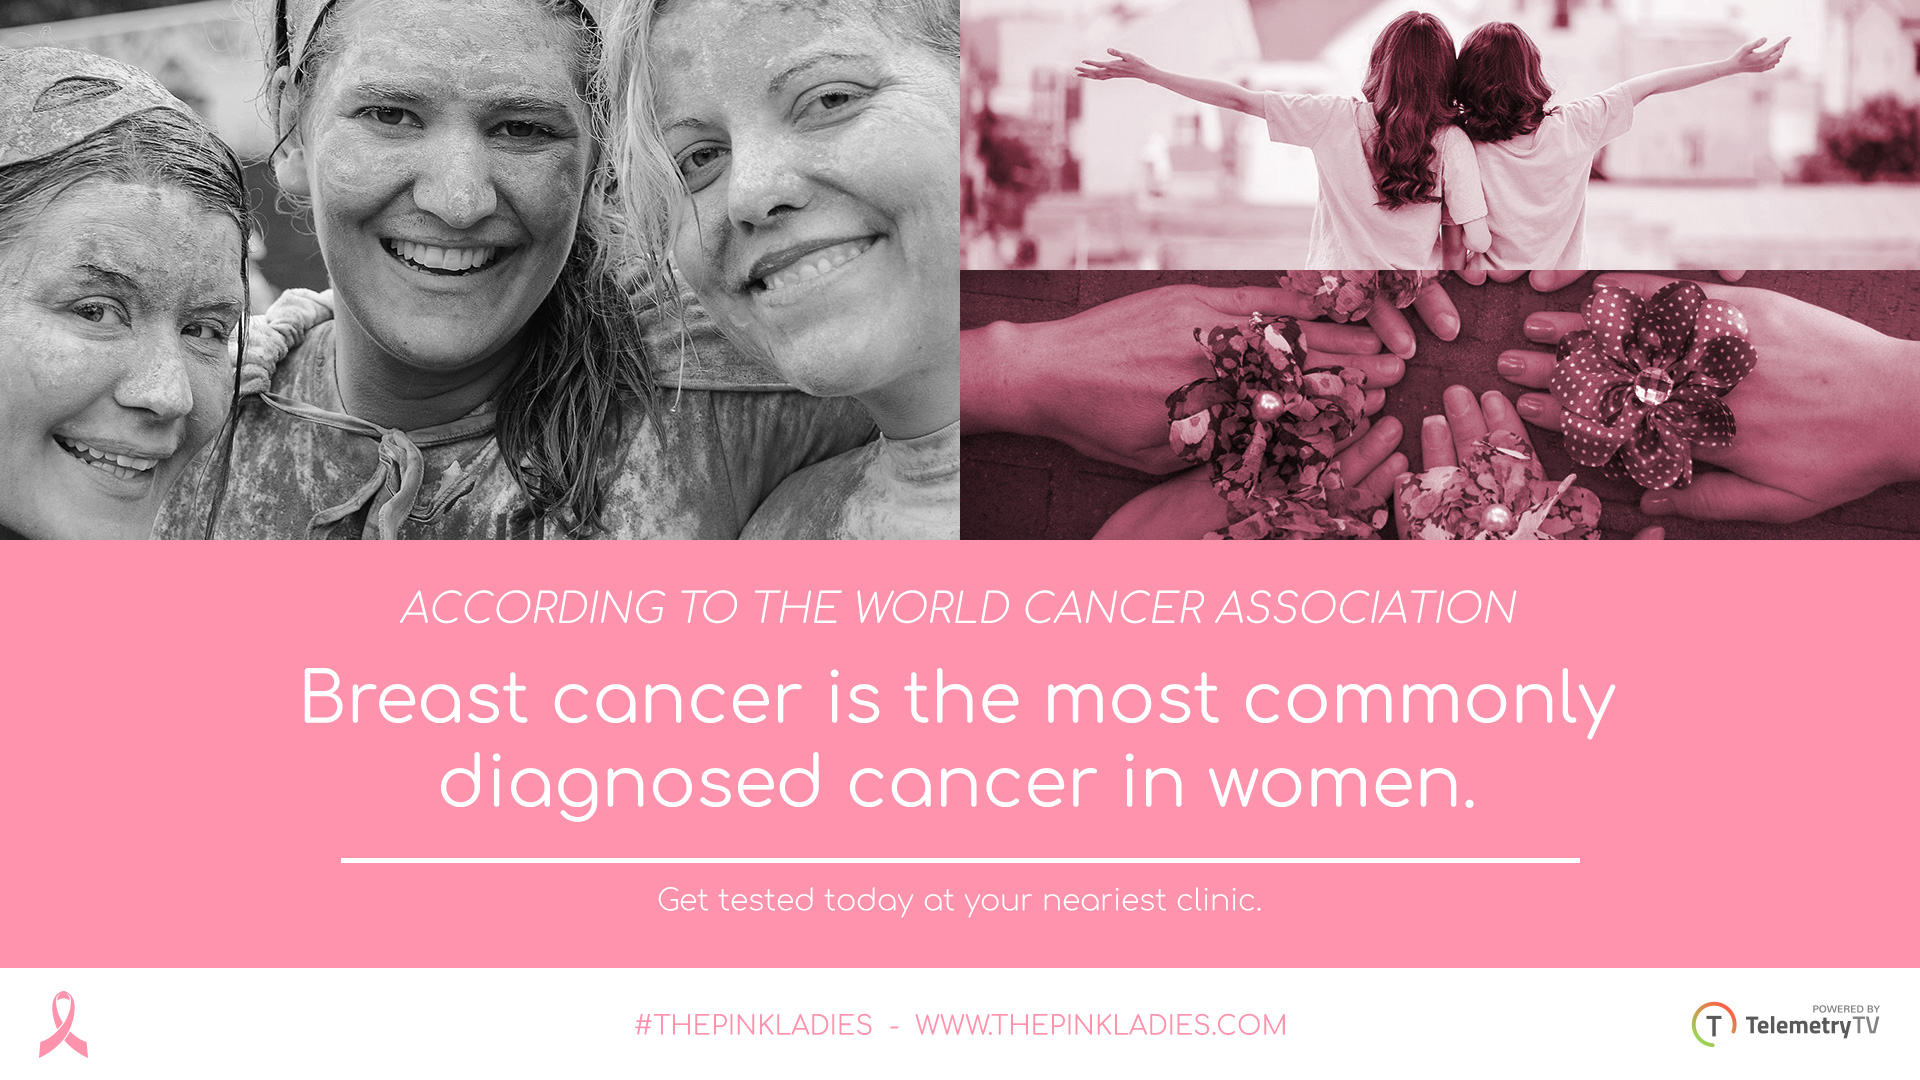 ACCORDING TO THE WORLD CANCER ASSOCIATION
Breast cancer is the most commonly
diagnosed cancer in women.
Get tested today at your neariest clinic.
#THEPINKLADIES - WWW.THEPINKLADIES.COM
T
POWERED BY
TelemetryTV